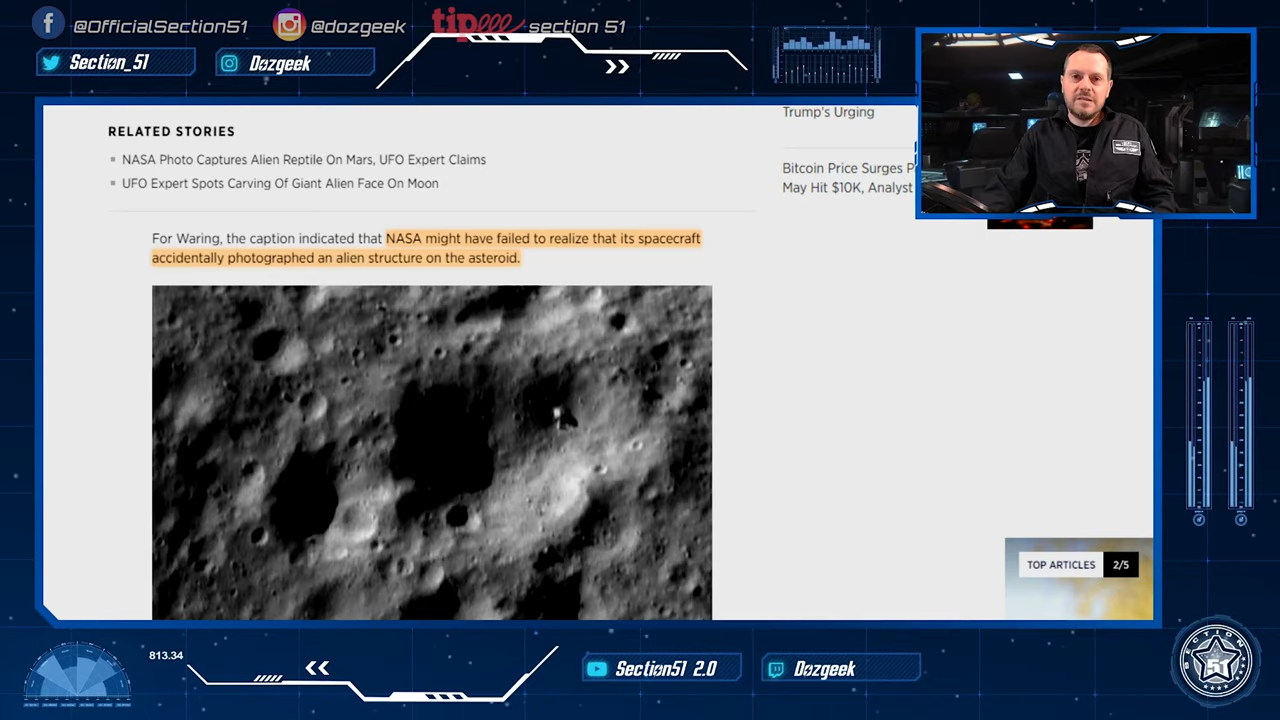 @OfficialSection51
@dozgeek
tipeee section 51
Section_51
Dozgeek
RELATED STORIES
NASA Photo Captures Alien Reptile On Mars, UFO Expert Claims
UFO Expert Spots Carving Of Giant Alien Face On Moon
For Waring, the caption indicated that NASA might have failed to realize that its spacecraft
accidentally photographed an alien structure on the asteroid.
Trump's Urging
Bitcoin Price Surges
May Hit $10K, Analyst
TOP ARTICLES 2/5
813.34
Section51 2.0
Dozgeek
SECTION
51